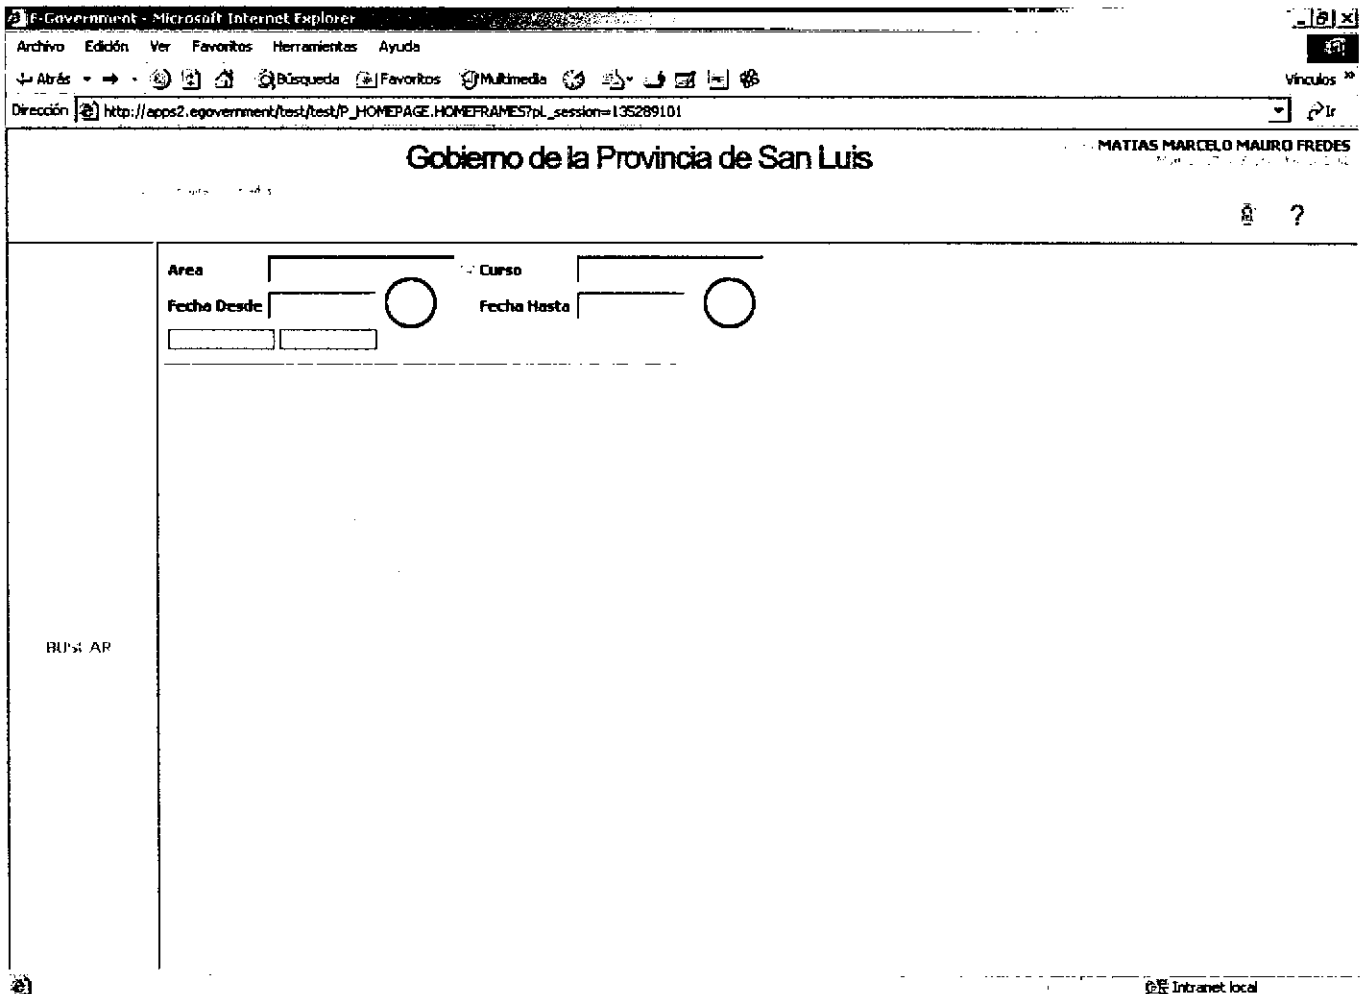 E-Government - Microsoft Internet Explorer
Archivo Edición Ver Favoritos Herramientas Ayuda
Atrás Búsqueda Favoritos Multimedia Vínculos »
Dirección http://apps2.egovernment/test/test/P_HOMEPAGE.HOMEFRAMES?pL_session=135289101 Ir
Gobierno de la Provincia de San Luis
MATIAS MARCELO MAURO FREDES
?
Area Curso
Fecha Desde Fecha Hasta
BUSCAR
Intranet local